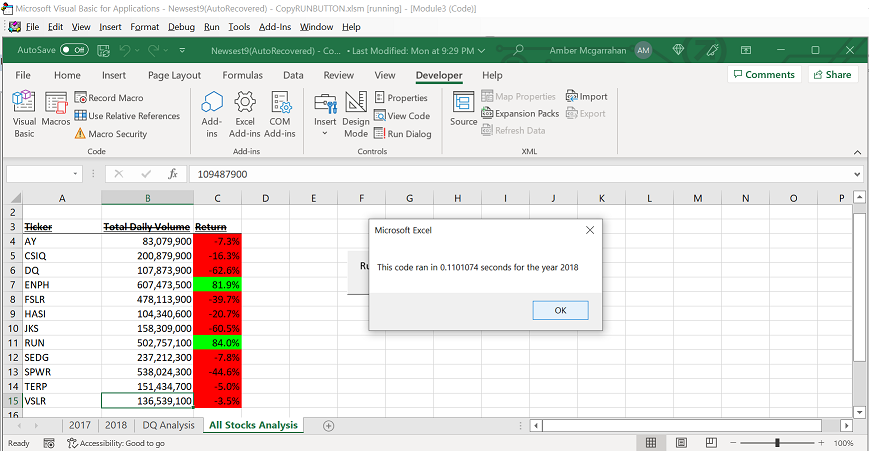 Microsoft Visual Basic for Applications - Newsest9(AutoRecovered) - CopyRUNBUTTON.xlsm [running] - [Module3 (Code)]
File Edit View Insert Format Debug Run Tools Add-Ins Window Help
AutoSave Off Newsest9(AutoRecovered) - Co... • Last Modified: Mon at 9:29 PM Amber Mcgarrahan AM
File Home Insert Page Layout Formulas Data Review View Developer Help Comments Share
Visual Basic Macros Record Macro Use Relative References Macro Security
Add-ins Excel Add-ins COM Add-ins
Insert Design Mode Properties View Code Run Dialog
Source Map Properties Expansion Packs Refresh Data Import Export
Code Add-ins Controls XML
fx 109487900
A B C D E F G H I J K L M N O P
2
3 Ticker Total Daily Volume Return
4 AY 83,079,900 -7.3%
5 CSIQ 200,879,900 -16.3%
6 DQ 107,873,900 -62.6%
7 ENPH 607,473,500 81.9%
8 FSLR 478,113,900 -39.7%
9 HASI 104,340,600 -20.7%
10 JKS 158,309,000 -60.5%
11 RUN 502,757,100 84.0%
12 SEDG 237,212,300 -7.8%
13 SPWR 538,024,300 -44.6%
14 TERP 151,434,700 -5.0%
15 VSLR 136,539,100 -3.5%
16
Ru
Microsoft Excel
This code ran in 0.1101074 seconds for the year 2018
OK
2017 2018 DQ Analysis All Stocks Analysis
Ready Accessibility: Good to go 100%